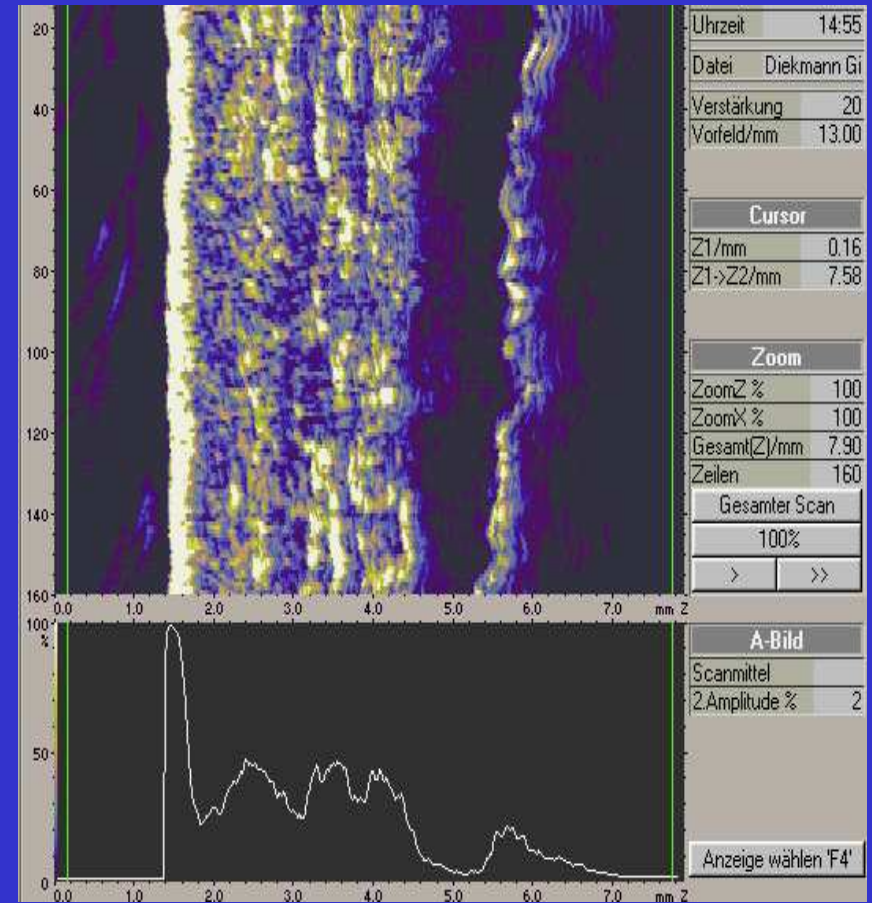 20
40
60
80
100
120
140
160
0.0 1.0 2.0 3.0 4.0 5.0 6.0 7.0 mm Z
100
%
50
0
0.0 1.0 2.0 3.0 4.0 5.0 6.0 7.0 mm Z
Uhrzeit 14:55
Datei Diekmann Gi
Verstärkung 20
Vorfeld/mm 13.00
Cursor
Z1/mm 0.16
Z1->Z2/mm 7.58
Zoom
ZoomZ % 100
ZoomX % 100
Gesamt(Z)/mm 7.90
Zeilen 160
Gesamter Scan
100%
> >>
A-Bild
Scanmittel
2.Amplitude % 2
Anzeige wählen 'F4'